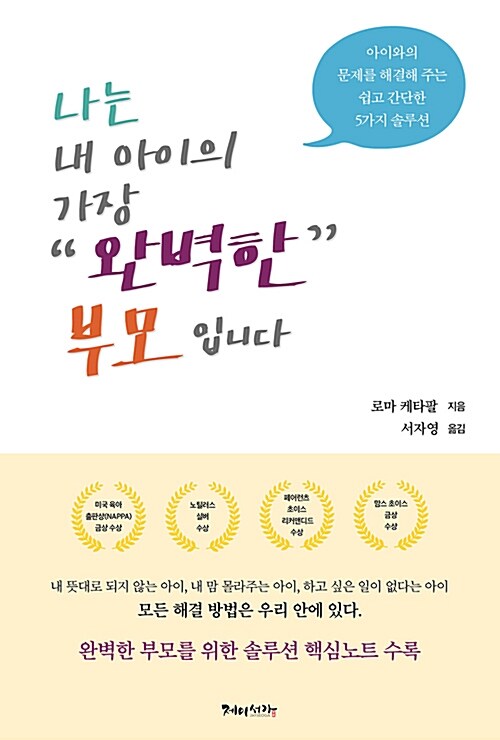 아이와의
문제를 해결해 주는
쉽고 간단한
5가지 솔루션
나는
내 아이의
가장
“완벽한”
부모 입니다
로마 케타팔 지음
서자영 옮김
미국 육아
출판상(NAPPA)
금상 수상
노틸러스
실버
수상
페어런츠
초이스
리커맨디드
수상
맘스 초이스
금상
수상
내 뜻대로 되지 않는 아이, 내 맘 몰라주는 아이, 하고 싶은 일이 없다는 아이
모든 해결 방법은 우리 안에 있다.
완벽한 부모를 위한 솔루션 핵심노트 수록
제이서가